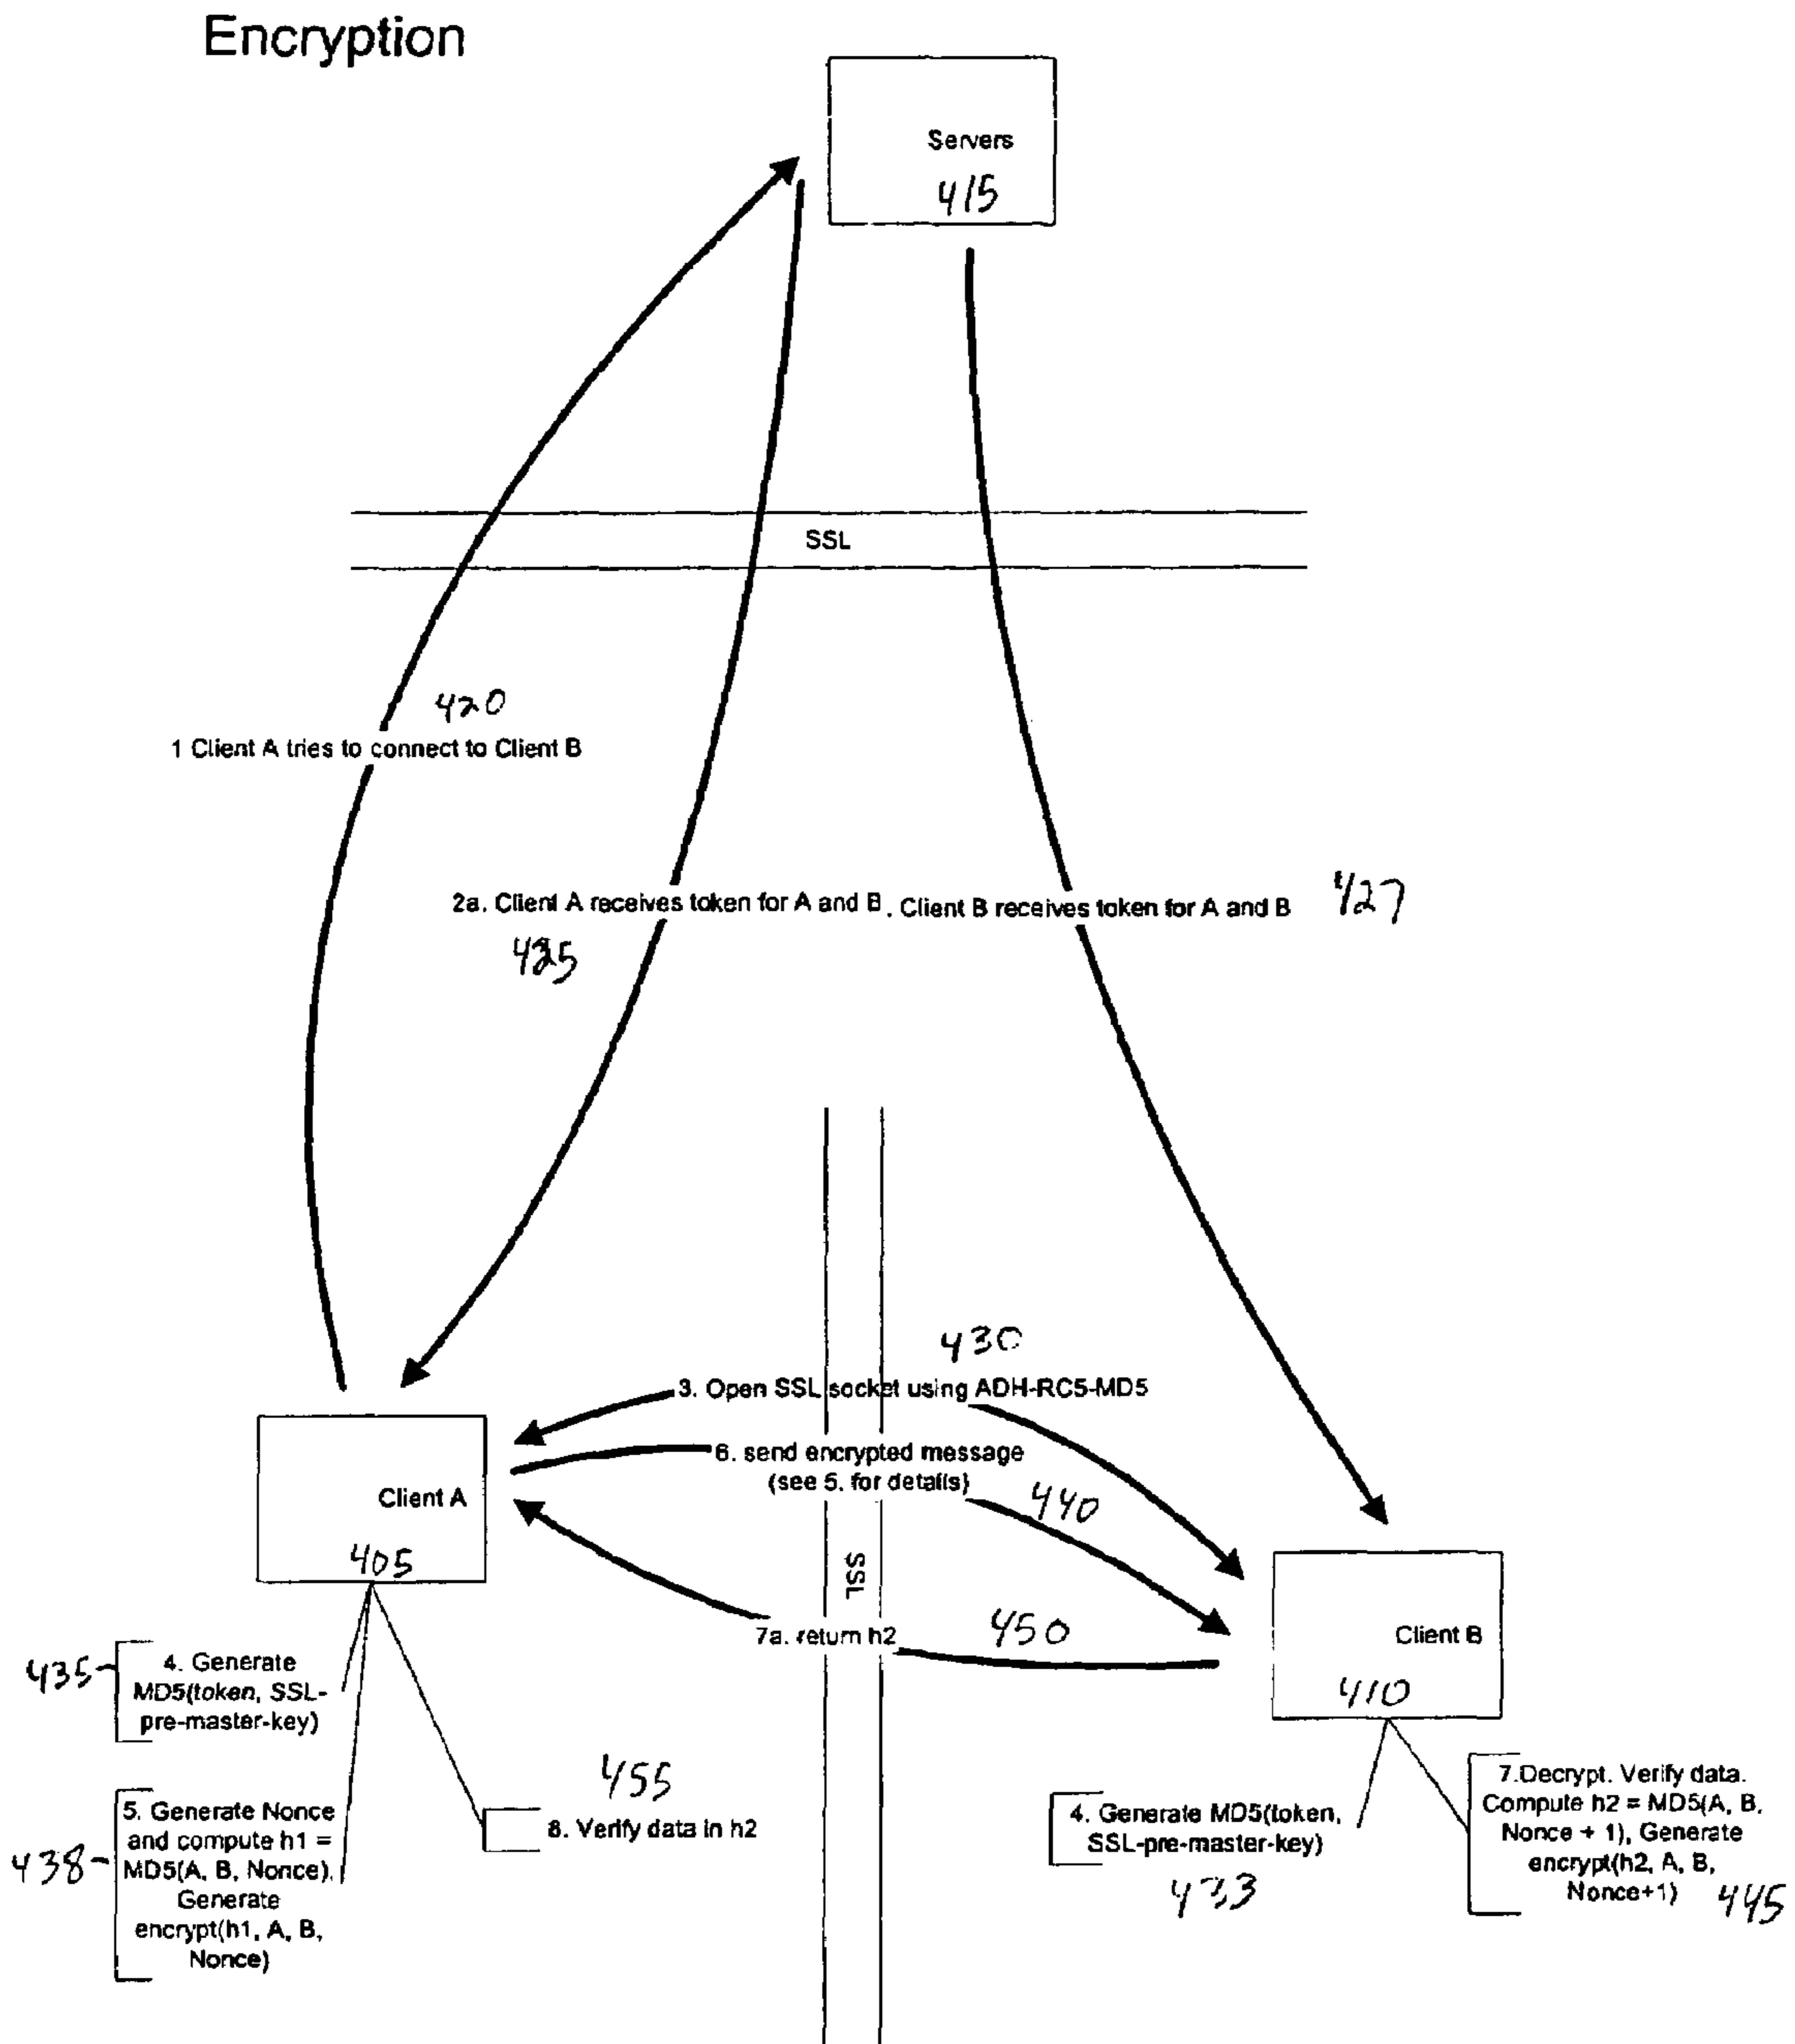 Encryption
Servers
415
SSL
420
1 Client A tries to connect to Client B
2a. Client A receives token for A and B. Client B receives token for A and B
427
425
430
3. Open SSL socket using ADH-RC5-MD5
6. send encrypted message
(see 5. for details)
440
Client A
405
SSL
7a. return h2
450
Client B
410
435
4. Generate
MD5(token, SSL-
pre-master-key)
455
8. Verify data in h2
438
5. Generate Nonce
and compute h1 =
MD5(A, B, Nonce).
Generate
encrypt(h1, A, B,
Nonce)
4. Generate MD5(token,
SSL-pre-master-key)
433
7.Decrypt. Verify data.
Compute h2 = MD5(A, B,
Nonce + 1), Generate
encrypt(h2, A, B,
Nonce+1)
445